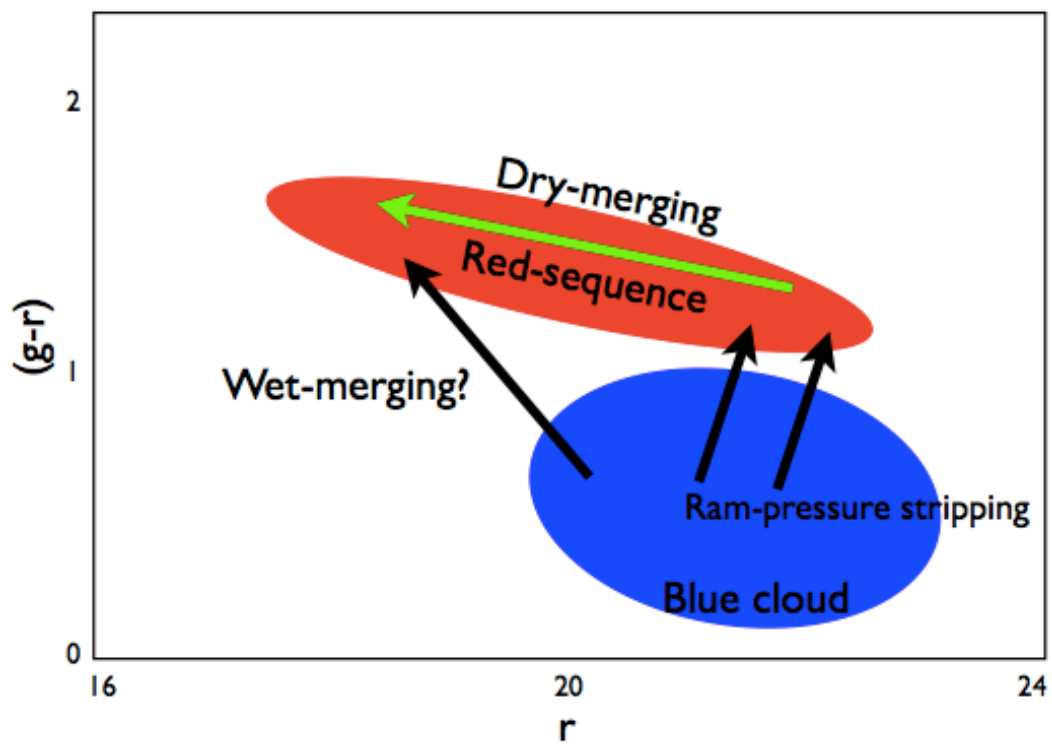 2
Dry-merging
Red-sequence
(g-r)
1
Wet-merging?
Ram-pressure stripping
Blue cloud
0
16
20
24
r